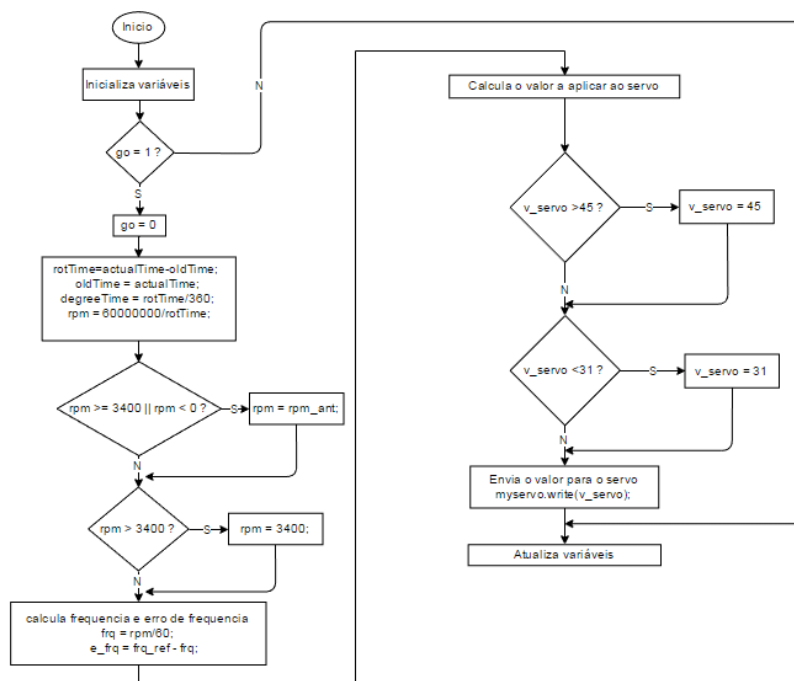 Inicio
Inicializa variáveis
N
go = 1 ?
S
go = 0
rotTime=actualTime-oldTime;
oldTime = actualTime;
degreeTime = rotTime/360;
rpm = 60000000/rotTime;
rpm >= 3400 || rpm < 0 ?
S
rpm = rpm_ant;
N
rpm > 3400 ?
S
rpm = 3400;
N
calcula frequencia e erro de frequencia
frq = rpm/60;
e_frq = frq_ref - frq;
Calcula o valor a aplicar ao servo
v_servo >45 ?
S
v_servo = 45
N
v_servo <31 ?
S
v_servo = 31
N
Envia o valor para o servo
myservo.write(v_servo);
Atualiza variáveis